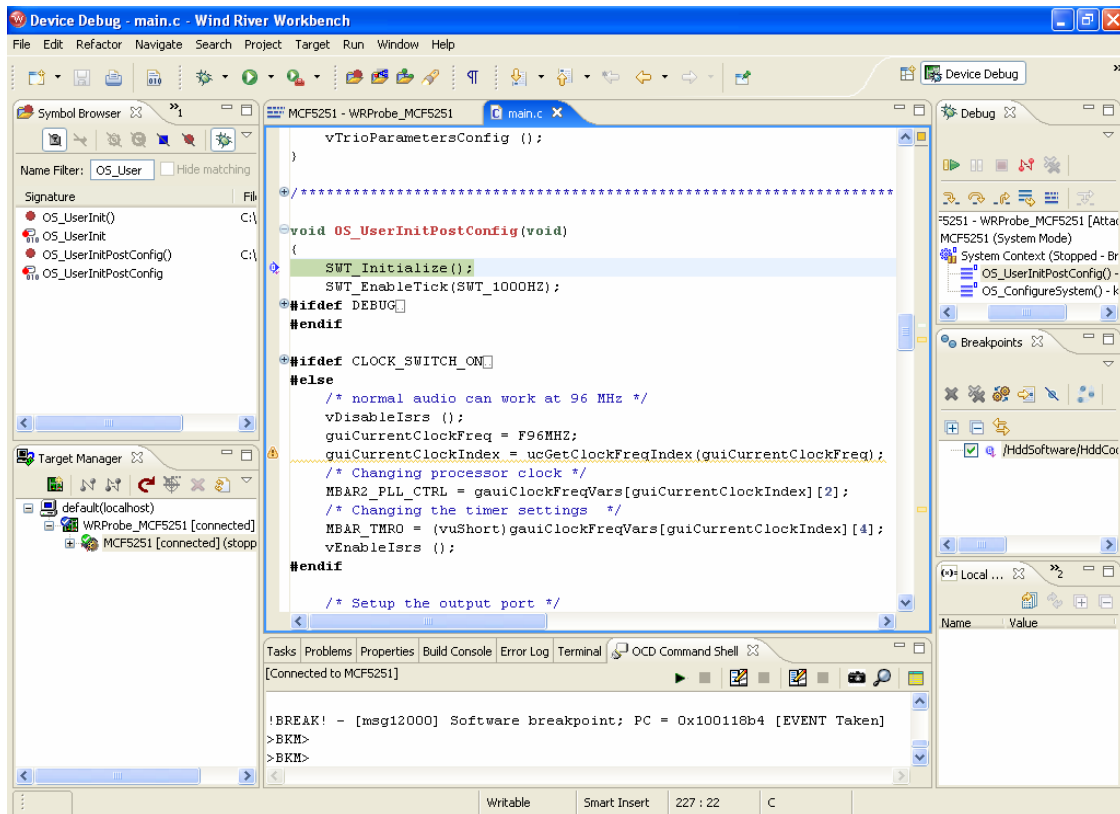 Device Debug - main.c - Wind River Workbench
File Edit Refactor Navigate Search Project Target Run Window Help
Device Debug
Symbol Browser
1
Name Filter: OS_User Hide matching
Signature File
OS_UserInit() C:\
OS_UserInit
OS_UserInitPostConfig() C:\
OS_UserInitPostConfig
Target Manager
default(localhost)
WRProbe_MCF5251 [connected]
MCF5251 [connected] (stopp
MCF5251 - WRProbe_MCF5251
main.c
vTrioParametersConfig ();
}
/*********************************************************************
void OS_UserInitPostConfig(void)
{
SWT_Initialize();
SWT_EnableTick(SWT_1000HZ);
#ifdef DEBUG
#endif
#ifdef CLOCK_SWITCH_ON
#else
/* normal audio can work at 96 MHz */
vDisableIsrs ();
guiCurrentClockFreq = F96MHZ;
guiCurrentClockIndex = ucGetClockFreqIndex(guiCurrentClockFreq);
/* Changing processor clock */
MBAR2_PLL_CTRL = gauiClockFreqVars[guiCurrentClockIndex][2];
/* Changing the timer settings */
MBAR_TMR0 = (vuShort)gauiClockFreqVars[guiCurrentClockIndex][4];
vEnableIsrs ();
#endif
/* Setup the output port */
Tasks Problems Properties Build Console Error Log Terminal OCD Command Shell
[Connected to MCF5251]
!BREAK! - [msg12000] Software breakpoint; PC = 0x100118b4 [EVENT Taken]
>BKM>
>BKM>
Debug
5251 - WRProbe_MCF5251 [Attac
MCF5251 (System Mode)
System Context (Stopped - Br
OS_UserInitPostConfig() -
OS_ConfigureSystem() - k
Breakpoints
/HddSoftware/HddCo
Local ...
2
Name Value
Writable Smart Insert 227 : 22 C